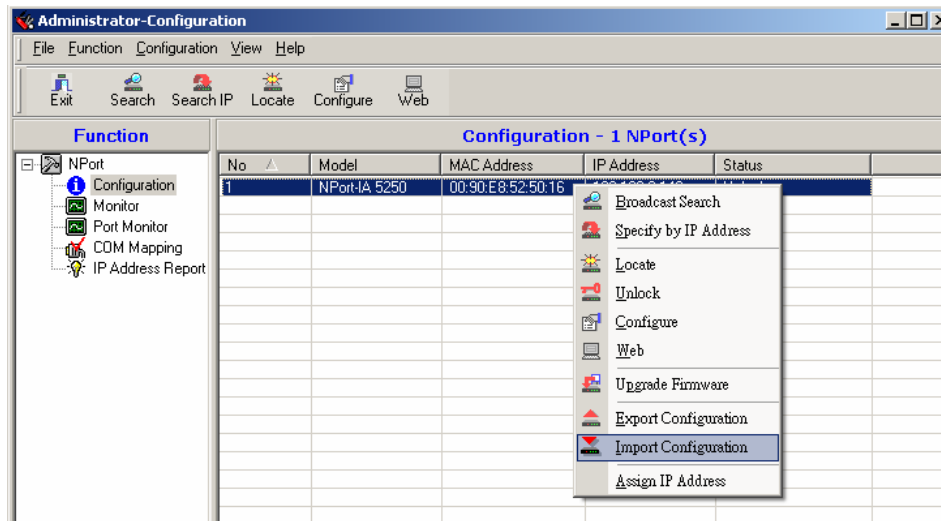 Administrator-Configuration
File Function Configuration View Help
Exit Search Search IP Locate Configure Web
Function
Configuration - 1 NPort(s)
NPort
Configuration
Monitor
Port Monitor
COM Mapping
IP Address Report
No Model MAC Address IP Address Status
1 NPort-IA 5250 00:90:E8:52:50:16
Broadcast Search
Specify by IP Address
Locate
Unlock
Configure
Web
Upgrade Firmware
Export Configuration
Import Configuration
Assign IP Address